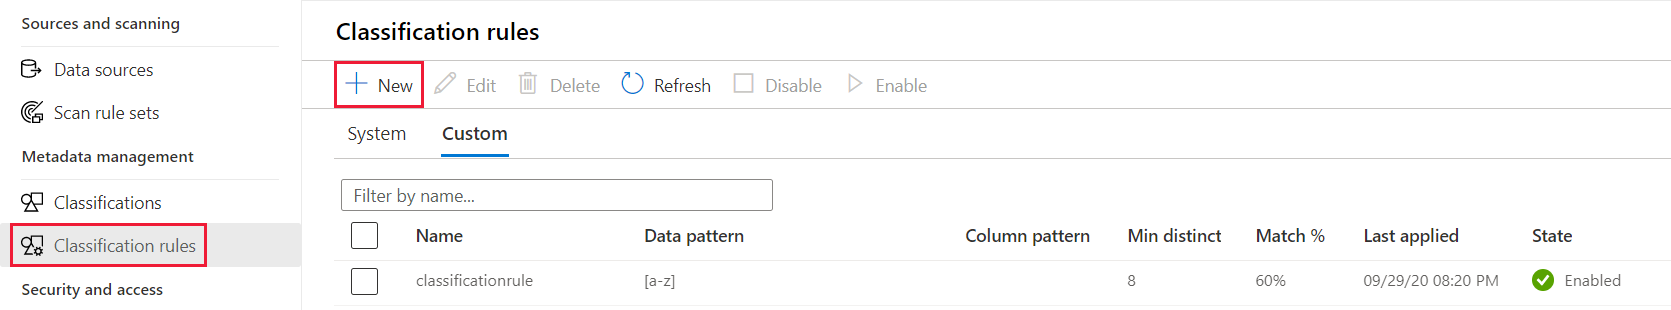 Sources and scanning
Data sources
Scan rule sets
Metadata management
Classifications
Classification rules
Security and access
Classification rules
New Edit Delete Refresh Disable Enable
System Custom
Filter by name...
Name Data pattern Column pattern Min distinct Match % Last applied State
classificationrule [a-z] 8 60% 09/29/20 08:20 PM Enabled